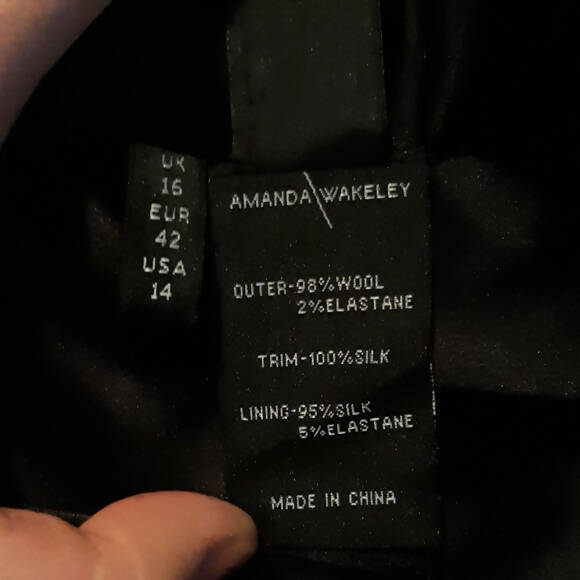 UK
16
EUR
42
USA
14
AMANDA WAKELEY
OUTER-98%WOOL
2%ELASTANE
TRIM-100%SILK
LINING-95%SILK
5%ELASTANE
MADE IN CHINA